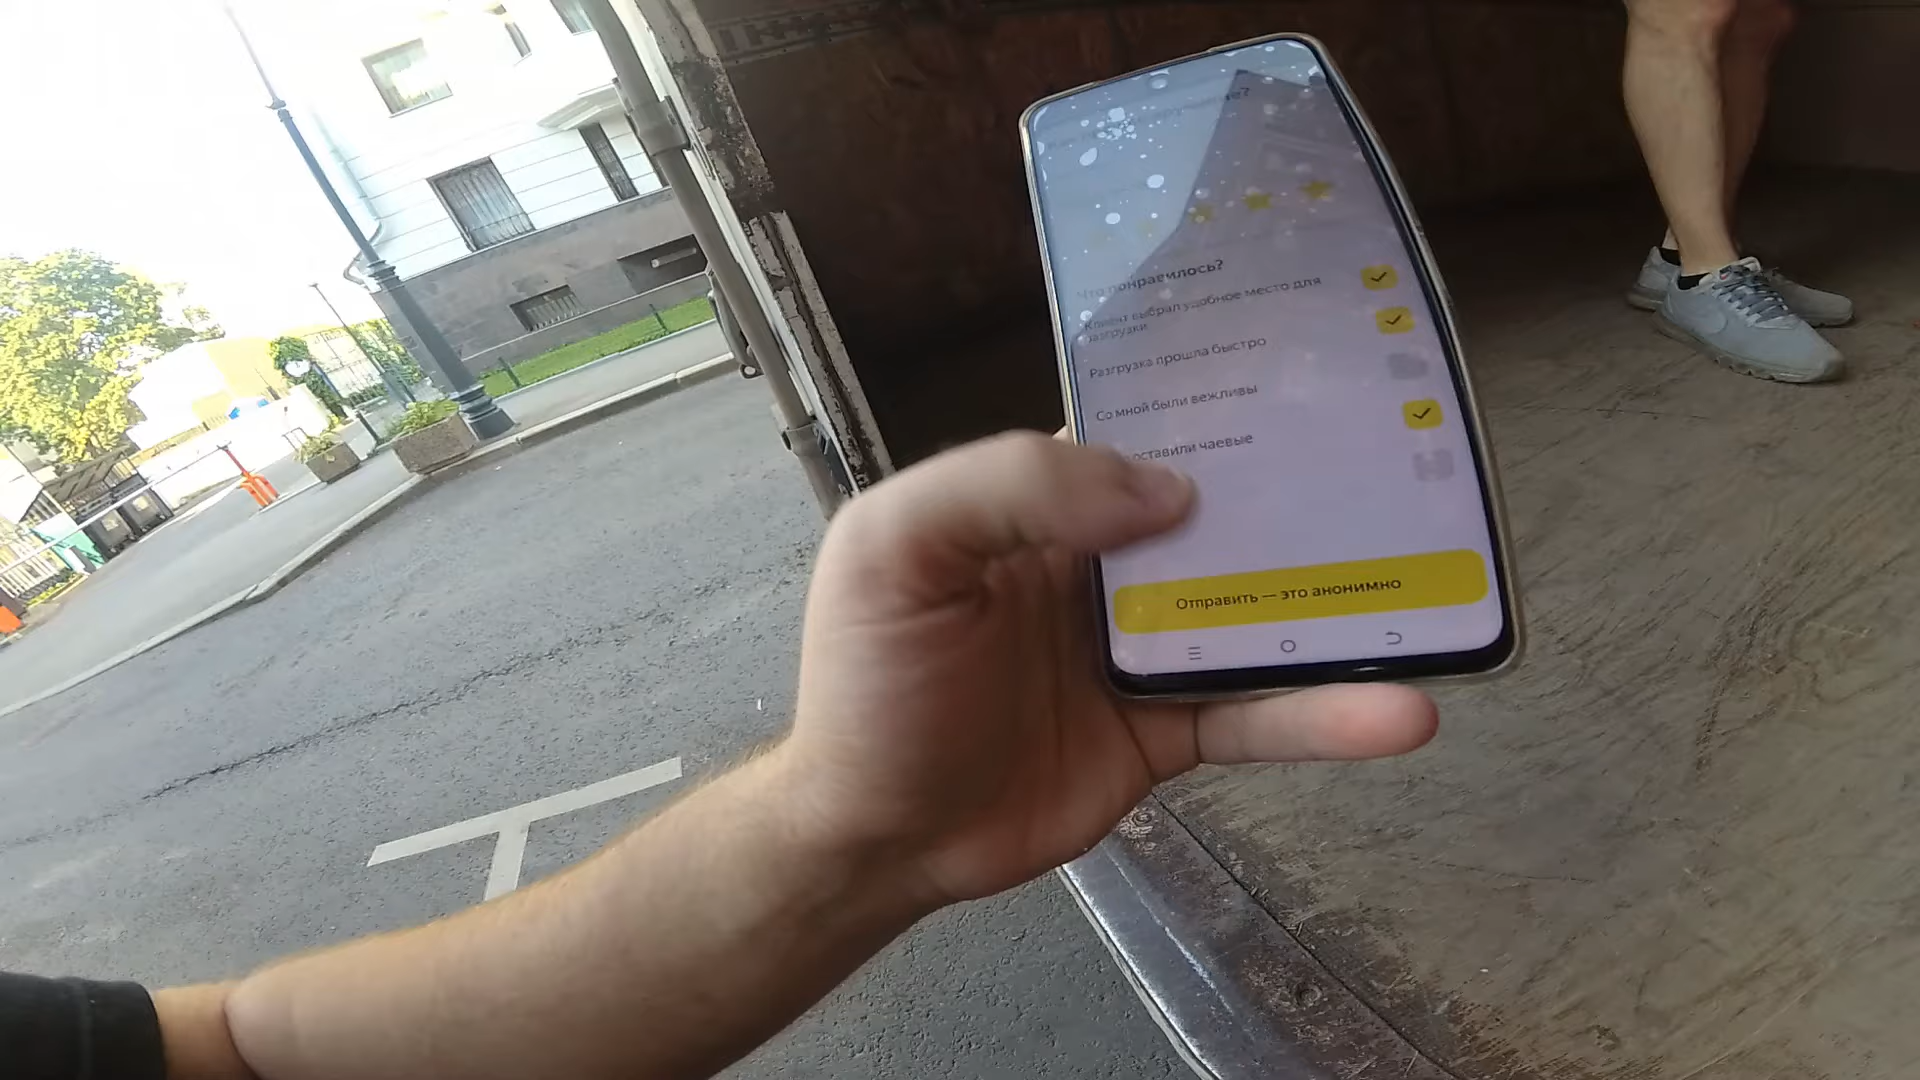 Что понравилось?
Клиент выбрал удобное место для
разгрузки
Разгрузка прошла быстро
Со мной были вежливы
оставили чаевые
Отправить — это анонимно